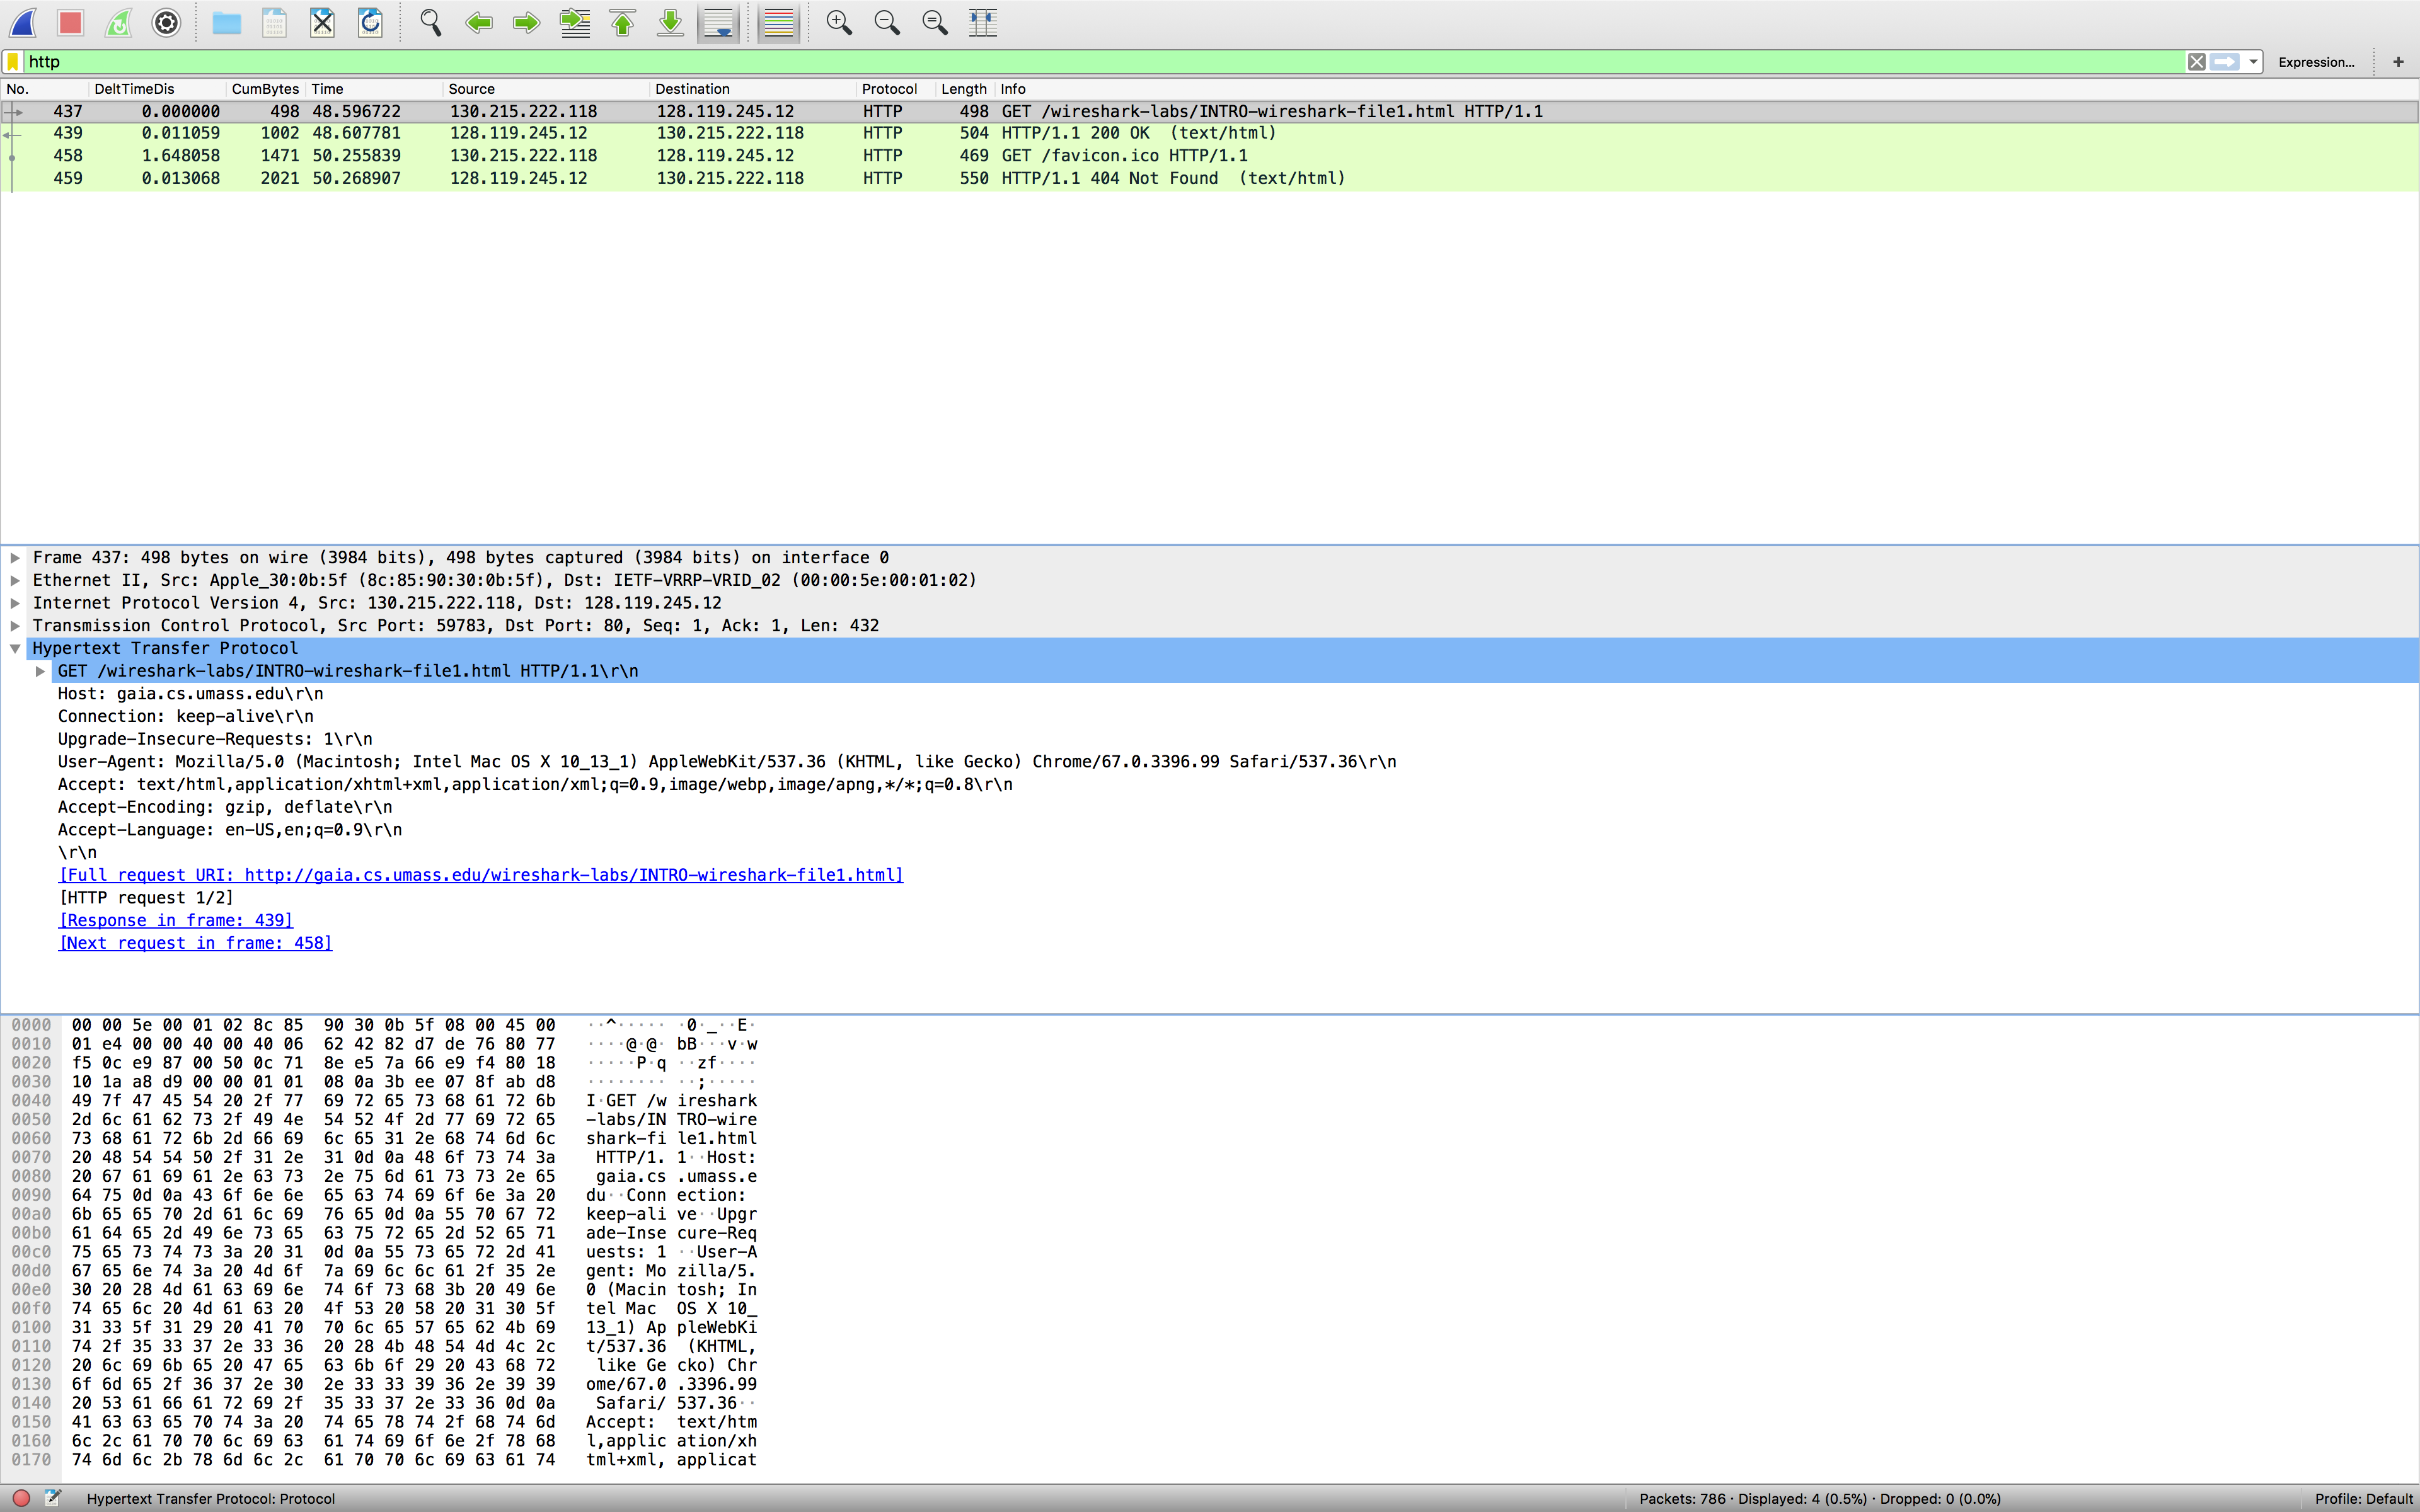 http
Expression...
+
No. DeltTimeDis CumBytes Time Source Destination Protocol Length Info
437 0.000000 498 48.596722 130.215.222.118 128.119.245.12 HTTP 498 GET /wireshark-labs/INTRO-wireshark-file1.html HTTP/1.1
439 0.011059 1002 48.607781 128.119.245.12 130.215.222.118 HTTP 504 HTTP/1.1 200 OK (text/html)
458 1.648058 1471 50.255839 130.215.222.118 128.119.245.12 HTTP 469 GET /favicon.ico HTTP/1.1
459 0.013068 2021 50.268907 128.119.245.12 130.215.222.118 HTTP 550 HTTP/1.1 404 Not Found (text/html)
Frame 437: 498 bytes on wire (3984 bits), 498 bytes captured (3984 bits) on interface 0
Ethernet II, Src: Apple_30:0b:5f (8c:85:90:30:0b:5f), Dst: IETF-VRRP-VRID_02 (00:00:5e:00:01:02)
Internet Protocol Version 4, Src: 130.215.222.118, Dst: 128.119.245.12
Transmission Control Protocol, Src Port: 59783, Dst Port: 80, Seq: 1, Ack: 1, Len: 432
Hypertext Transfer Protocol
GET /wireshark-labs/INTRO-wireshark-file1.html HTTP/1.1\r\n
Host: gaia.cs.umass.edu\r\n
Connection: keep-alive\r\n
Upgrade-Insecure-Requests: 1\r\n
User-Agent: Mozilla/5.0 (Macintosh; Intel Mac OS X 10_13_1) AppleWebKit/537.36 (KHTML, like Gecko) Chrome/67.0.3396.99 Safari/537.36\r\n
Accept: text/html,application/xhtml+xml,application/xml;q=0.9,image/webp,image/apng,*/*;q=0.8\r\n
Accept-Encoding: gzip, deflate\r\n
Accept-Language: en-US,en;q=0.9\r\n
\r\n
[Full request URI: http://gaia.cs.umass.edu/wireshark-labs/INTRO-wireshark-file1.html]
[HTTP request 1/2]
[Response in frame: 439]
[Next request in frame: 458]
0000 00 00 5e 00 01 02 8c 85 90 30 0b 5f 08 00 45 00 ··^····· ·0·_··E·
0010 01 e4 00 00 40 00 40 06 62 42 82 d7 de 76 80 77 ····@·@· bB···v·w
0020 f5 0c e9 87 00 50 0c 71 8e e5 7a 66 e9 f4 80 18 ·····P·q ··zf····
0030 10 1a a8 d9 00 00 01 01 08 0a 3b ee 07 8f ab d8 ········ ··;·····
0040 49 7f 47 45 54 20 2f 77 69 72 65 73 68 61 72 6b I·GET /w ireshark
0050 2d 6c 61 62 73 2f 49 4e 54 52 4f 2d 77 69 72 65 -labs/IN TRO-wire
0060 73 68 61 72 6b 2d 66 69 6c 65 31 2e 68 74 6d 6c shark-fi le1.html
0070 20 48 54 54 50 2f 31 2e 31 0d 0a 48 6f 73 74 3a HTTP/1. 1··Host:
0080 20 67 61 69 61 2e 63 73 2e 75 6d 61 73 73 2e 65 gaia.cs .umass.e
0090 64 75 0d 0a 43 6f 6e 6e 65 63 74 69 6f 6e 3a 20 du··Conn ection:
00a0 6b 65 65 70 2d 61 6c 69 76 65 0d 0a 55 70 67 72 keep-ali ve··Upgr
00b0 61 64 65 2d 49 6e 73 65 63 75 72 65 2d 52 65 71 ade-Inse cure-Req
00c0 75 65 73 74 73 3a 20 31 0d 0a 55 73 65 72 2d 41 uests: 1 ··User-A
00d0 67 65 6e 74 3a 20 4d 6f 7a 69 6c 6c 61 2f 35 2e gent: Mo zilla/5.
00e0 30 20 28 4d 61 63 69 6e 74 6f 73 68 3b 20 49 6e 0 (Macin tosh; In
00f0 74 65 6c 20 4d 61 63 20 4f 53 20 58 20 31 30 5f tel Mac OS X 10_
0100 31 33 5f 31 29 20 41 70 70 6c 65 57 65 62 4b 69 13_1) Ap pleWebKi
0110 74 2f 35 33 37 2e 33 36 20 28 4b 48 54 4d 4c 2c t/537.36 (KHTML,
0120 20 6c 69 6b 65 20 47 65 63 6b 6f 29 20 43 68 72 like Ge cko) Chr
0130 6f 6d 65 2f 36 37 2e 30 2e 33 33 39 36 2e 39 39 ome/67.0 .3396.99
0140 20 53 61 66 61 72 69 2f 35 33 37 2e 33 36 0d 0a Safari/ 537.36··
0150 41 63 63 65 70 74 3a 20 74 65 78 74 2f 68 74 6d Accept: text/htm
0160 6c 2c 61 70 70 6c 69 63 61 74 69 6f 6e 2f 78 68 l,applic ation/xh
0170 74 6d 6c 2b 78 6d 6c 2c 61 70 70 6c 69 63 61 74 tml+xml, applicat
Hypertext Transfer Protocol: Protocol
Packets: 786 · Displayed: 4 (0.5%) · Dropped: 0 (0.0%)
Profile: Default